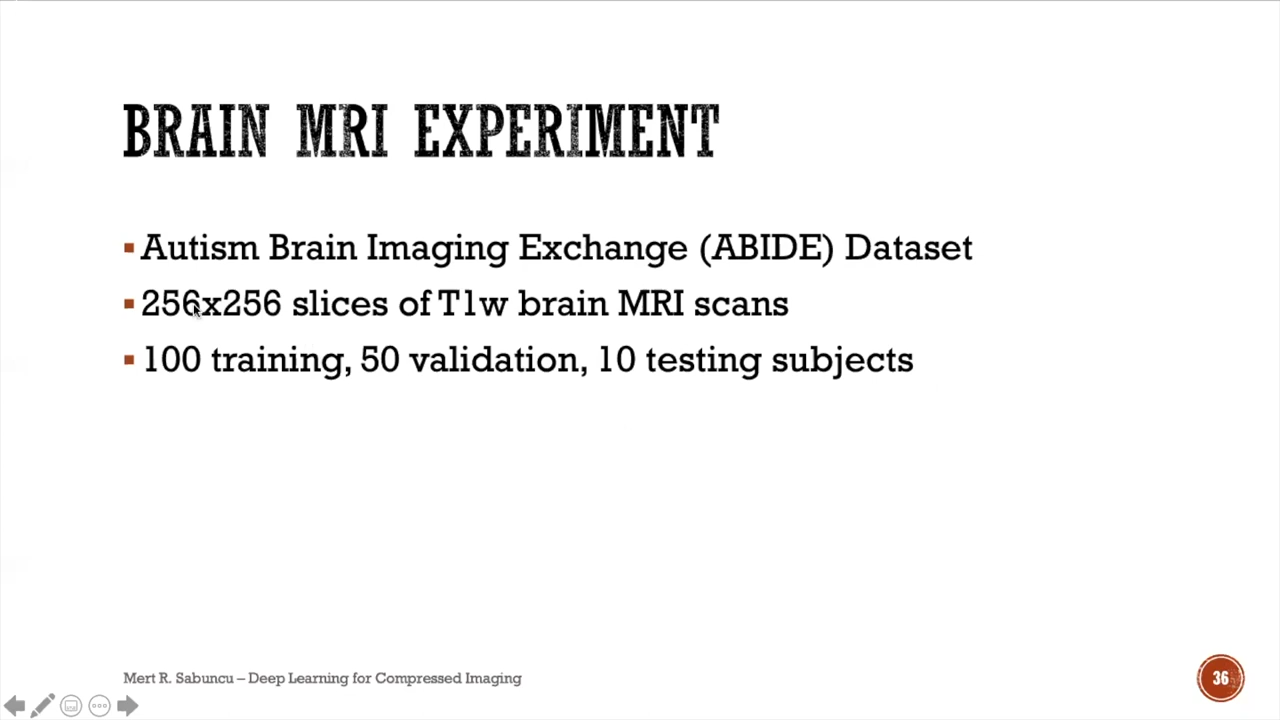 BRAIN MRI EXPERIMENT
Autism Brain Imaging Exchange (ABIDE) Dataset
256x256 slices of T1w brain MRI scans
100 training, 50 validation, 10 testing subjects
Mert R. Sabuncu – Deep Learning for Compressed Imaging
36